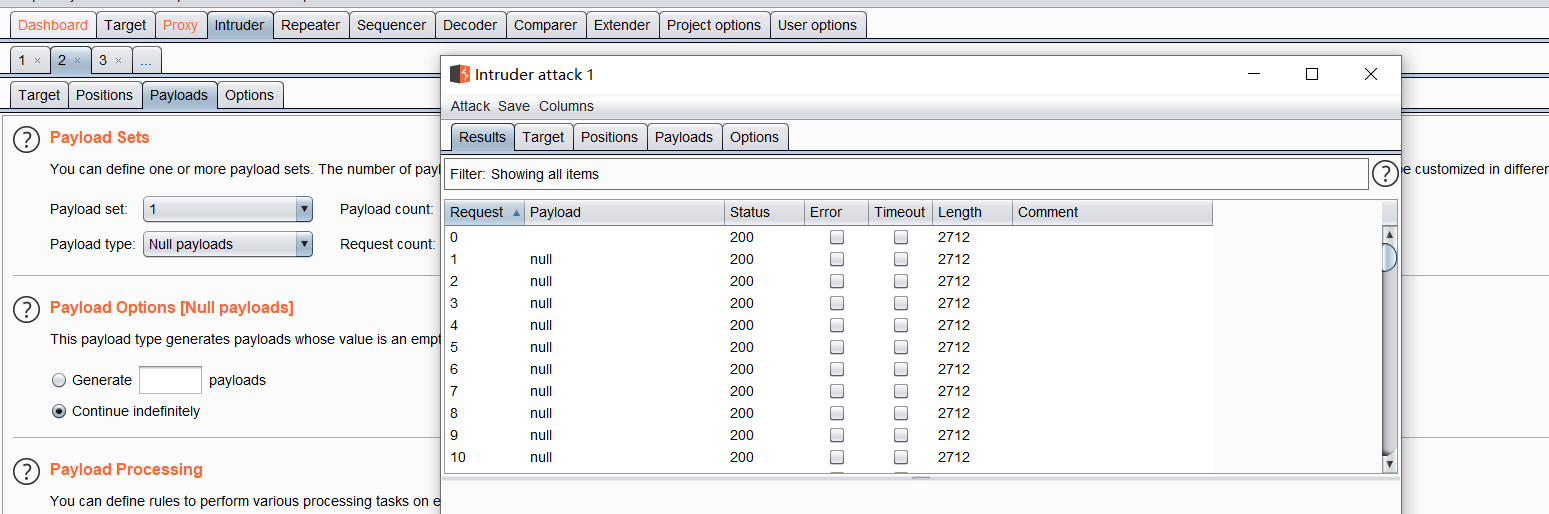 Dashboard Target Proxy Intruder Repeater Sequencer Decoder Comparer Extender Project options User options
1 × 2 × 3 × ...
Target Positions Payloads Options
? Payload Sets
You can define one or more payload sets. The number of payl
e customized in differen
Payload set: 1 Payload count:
Payload type: Null payloads Request count:
? Payload Options [Null payloads]
This payload type generates payloads whose value is an empt
Generate payloads
Continue indefinitely
? Payload Processing
You can define rules to perform various processing tasks on e
Intruder attack 1
Attack Save Columns
Results Target Positions Payloads Options
Filter: Showing all items ?
Request Payload Status Error Timeout Length Comment
0 200 2712
1 null 200 2712
2 null 200 2712
3 null 200 2712
4 null 200 2712
5 null 200 2712
6 null 200 2712
7 null 200 2712
8 null 200 2712
9 null 200 2712
10 null 200 2712